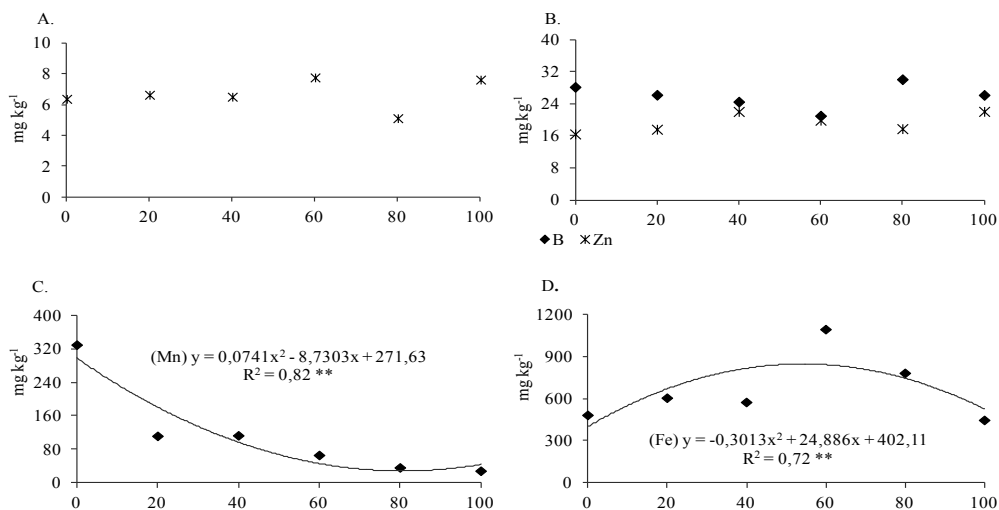 A.
10
8
6
4
2
0
mg kg⁻¹
0 20 40 60 80 100
B.
40
32
24
16
8
0
mg kg⁻¹
0 20 40 60 80 100
B Zn
C.
400
320
240
160
80
0
mg kg⁻¹
(Mn) y = 0,0741x² - 8,7303x + 271,63
R² = 0,82 **
0 20 40 60 80 100
D.
1200
900
600
300
0
mg kg⁻¹
(Fe) y = -0,3013x² + 24,886x + 402,11
R² = 0,72 **
0 20 40 60 80 100